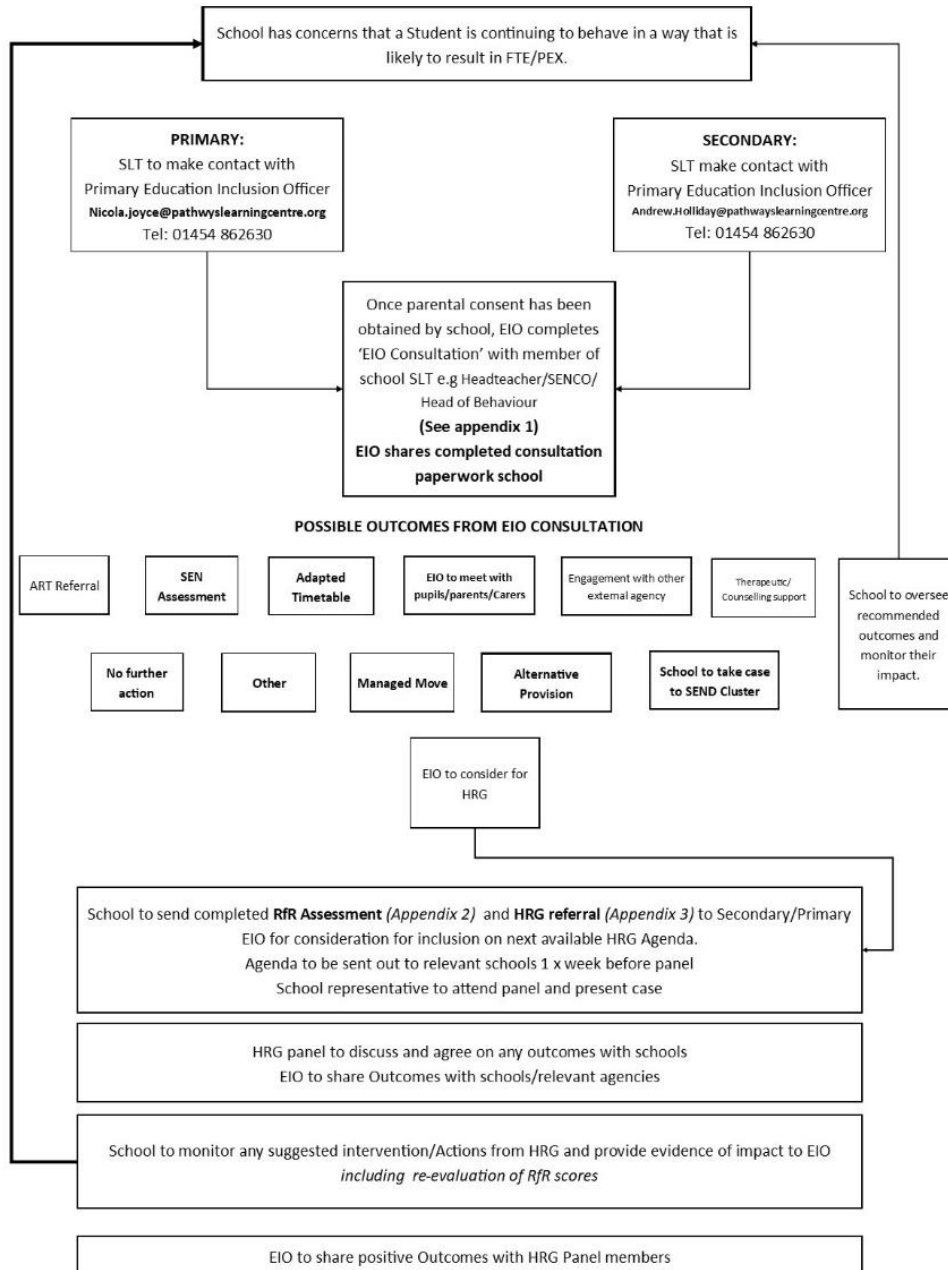 School has concerns that a Student is continuing to behave in a way that is
likely to result in FTE/PEX.
PRIMARY:
SLT to make contact with
Primary Education Inclusion Officer
Nicola.joyce@pathwyslearningcentre.org
Tel: 01454 862630
SECONDARY:
SLT make contact with
Primary Education Inclusion Officer
Andrew.Holliday@pathwayslearningcentre.org
Tel: 01454 862630
Once parental consent has been
obtained by school, EIO completes
‘EIO Consultation’ with member of
school SLT e.g Headteacher/SENCO/
Head of Behaviour
(See appendix 1)
EIO shares completed consultation
paperwork school
POSSIBLE OUTCOMES FROM EIO CONSULTATION
ART Referral
SEN
Assessment
Adapted
Timetable
EIO to meet with
pupils/parents/Carers
Engagement with other
external agency
Therapeutic/
Counselling support
School to oversee
recommended
outcomes and
monitor their
impact.
No further
action
Other
Managed Move
Alternative
Provision
School to take case
to SEND Cluster
EIO to consider for
HRG
School to send completed RfR Assessment (Appendix 2) and HRG referral (Appendix 3) to Secondary/Primary
EIO for consideration for inclusion on next available HRG Agenda.
Agenda to be sent out to relevant schools 1 x week before panel
School representative to attend panel and present case
HRG panel to discuss and agree on any outcomes with schools
EIO to share Outcomes with schools/relevant agencies
School to monitor any suggested intervention/Actions from HRG and provide evidence of impact to EIO
including re-evaluation of RfR scores
EIO to share positive Outcomes with HRG Panel members